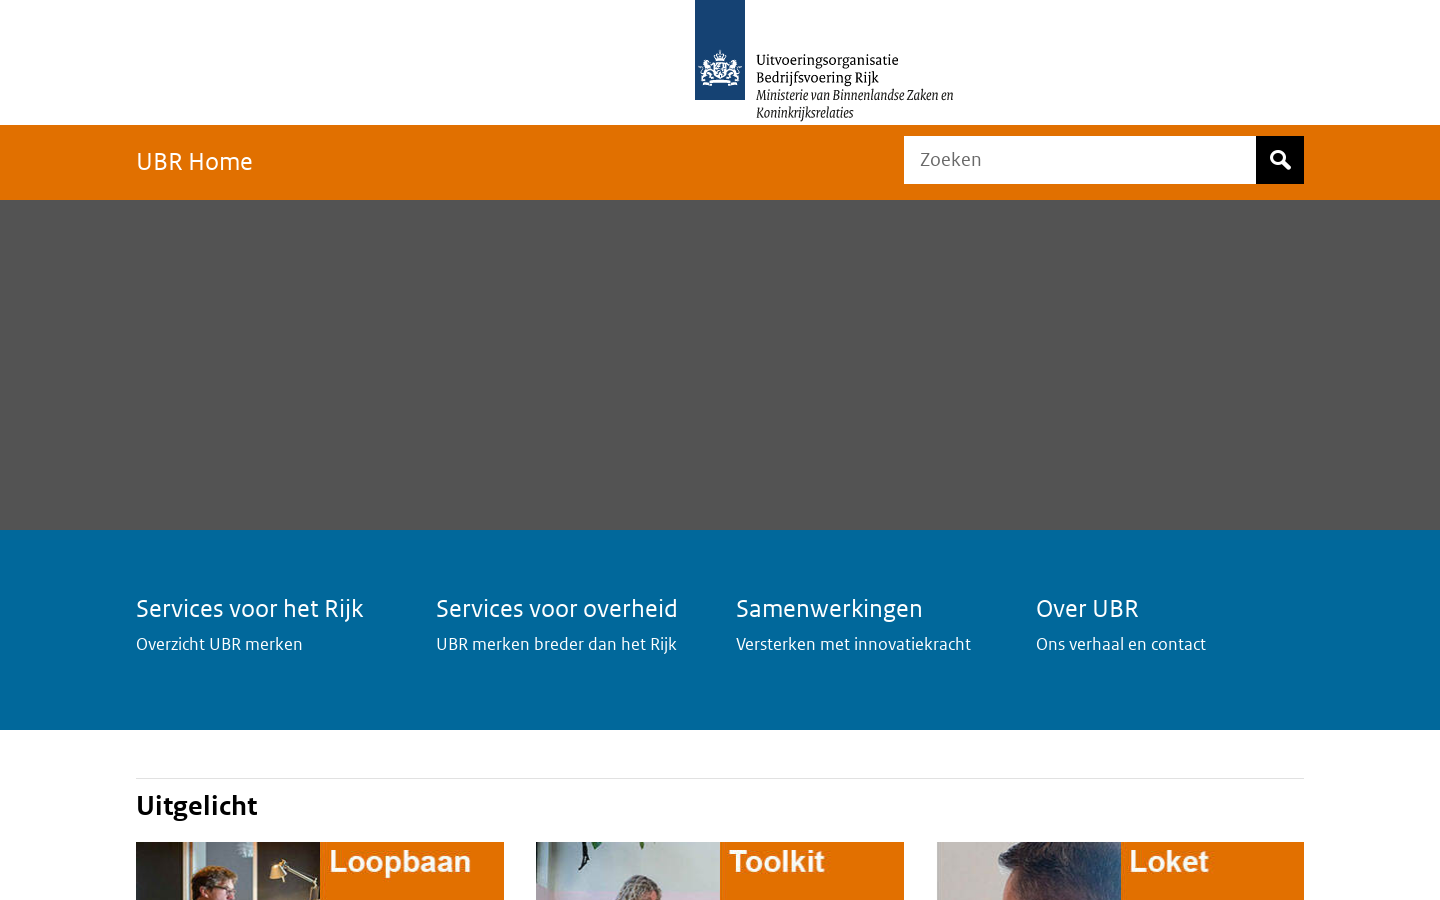 Uitvoeringsorganisatie
Bedrijfsvoering Rijk
Ministerie van Binnenlandse Zaken en
Koninkrijksrelaties
UBR Home
Zoeken
Services voor het Rijk
Overzicht UBR merken
Services voor overheid
UBR merken breder dan het Rijk
Samenwerkingen
Versterken met innovatiekracht
Over UBR
Ons verhaal en contact
Uitgelicht
Loopbaan
Toolkit
Loket